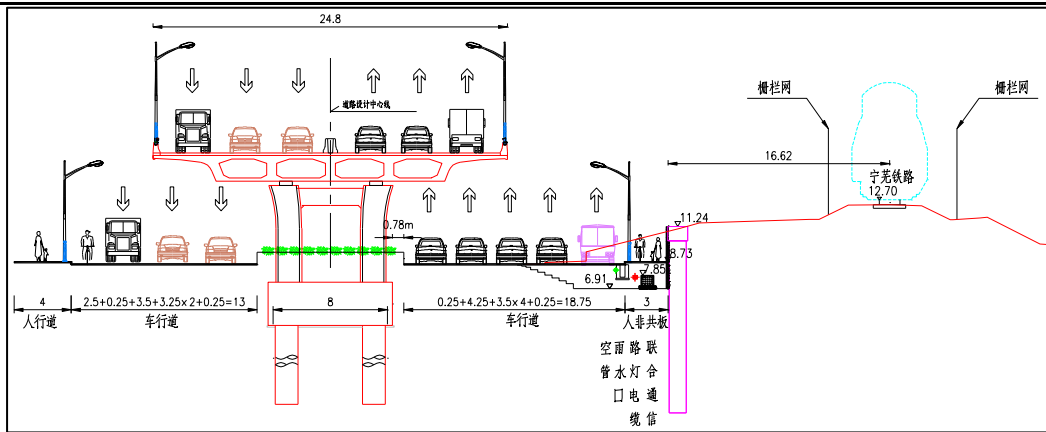 24.8
道路设计中心线
栅栏网
栅栏网
16.62
宁芜铁路
12.70
0.78m
11.24
8.73
7.85
6.91
4
2.5+0.25+3.5+3.25x2+0.25=13
8
0.25+4.25+3.5x4+0.25=18.75
3
人行道
车行道
车行道
人非共板
空雨路联
管水灯合
口电通
缆信